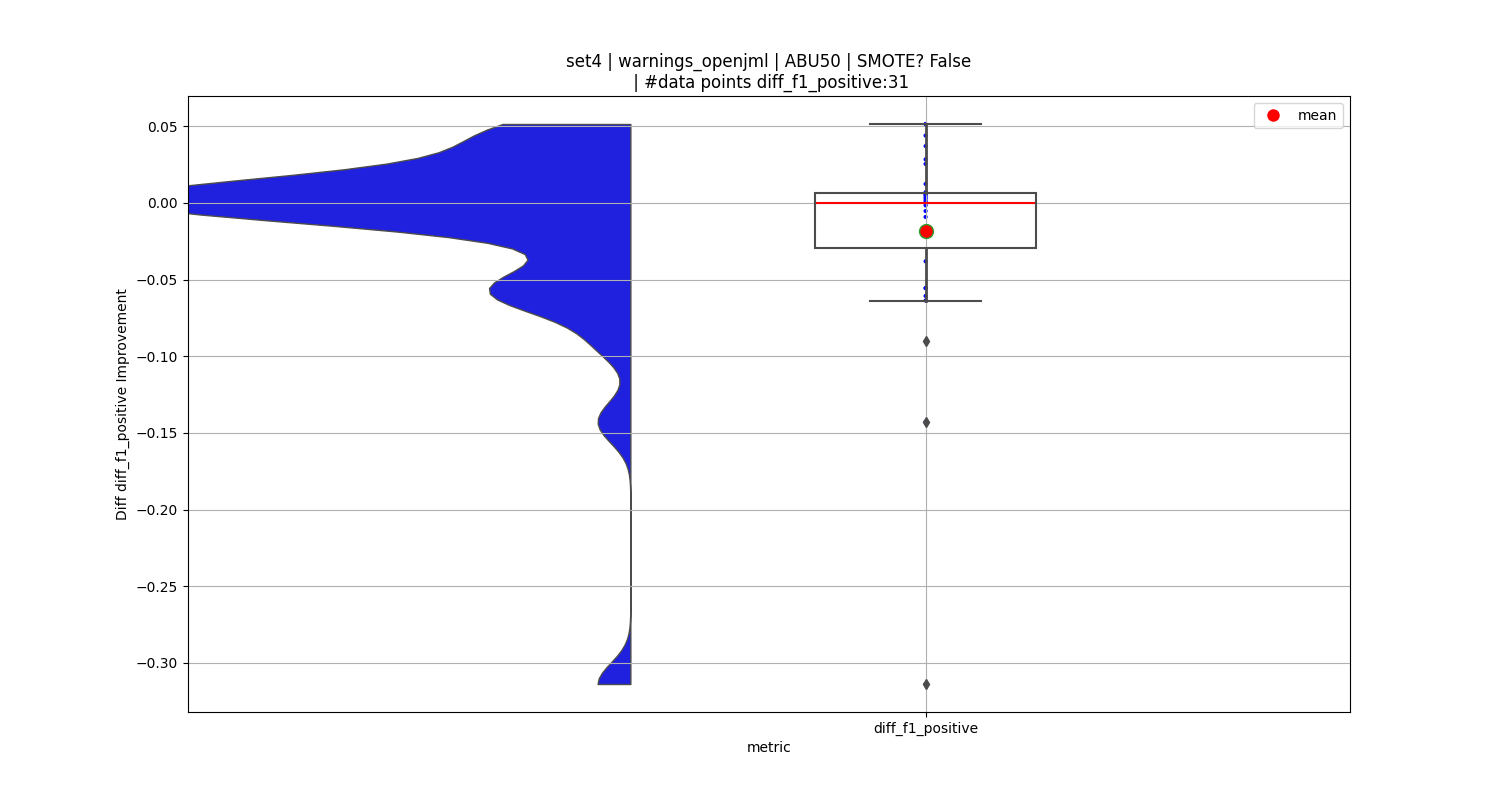 set4 | warnings_openjml | ABU50 | SMOTE? False
| #data points diff_f1_positive:31
mean
0.05
0.00
−0.05
−0.10
−0.15
−0.20
−0.25
−0.30
Diff diff_f1_positive Improvement
diff_f1_positive
metric